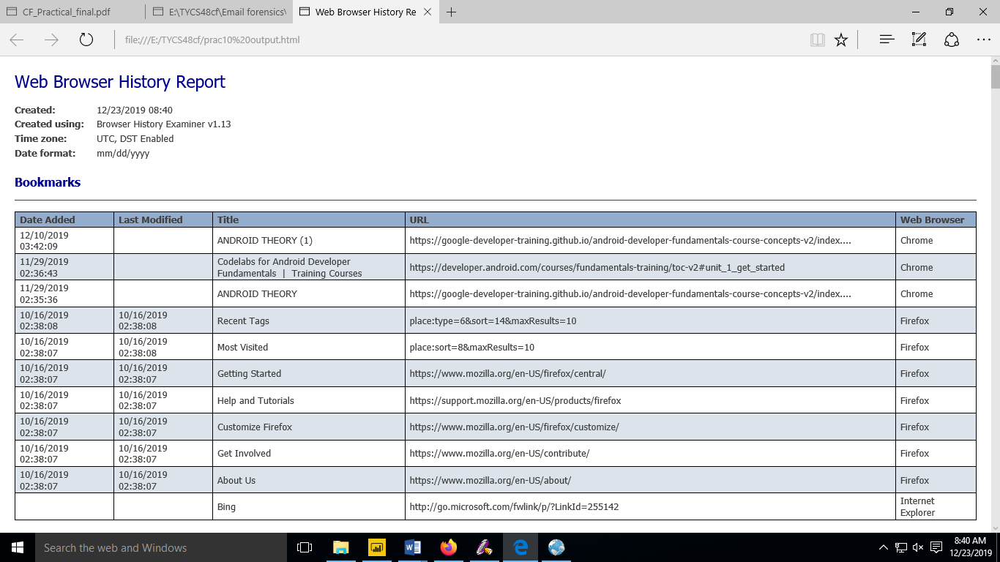 CF_Practical_final.pdf
E:\TYCS48cf\Email forensics\
Web Browser History Re
file:///E:/TYCS48cf/prac10%20output.html
Web Browser History Report
Created: 12/23/2019 08:40
Created using: Browser History Examiner v1.13
Time zone: UTC, DST Enabled
Date format: mm/dd/yyyy
Bookmarks
Date Added Last Modified Title URL Web Browser
12/10/2019
03:42:09
ANDROID THEORY (1) https://google-developer-training.github.io/android-developer-fundamentals-course-concepts-v2/index.... Chrome
11/29/2019
02:36:43
Codelabs for Android Developer
Fundamentals | Training Courses
https://developer.android.com/courses/fundamentals-training/toc-v2#unit_1_get_started Chrome
11/29/2019
02:35:36
ANDROID THEORY https://google-developer-training.github.io/android-developer-fundamentals-course-concepts-v2/index.... Chrome
10/16/2019 10/16/2019
02:38:08 02:38:08
Recent Tags place:type=6&sort=14&maxResults=10 Firefox
10/16/2019 10/16/2019
02:38:07 02:38:08
Most Visited place:sort=8&maxResults=10 Firefox
10/16/2019 10/16/2019
02:38:07 02:38:07
Getting Started https://www.mozilla.org/en-US/firefox/central/ Firefox
10/16/2019 10/16/2019
02:38:07 02:38:07
Help and Tutorials https://support.mozilla.org/en-US/products/firefox Firefox
10/16/2019 10/16/2019
02:38:07 02:38:07
Customize Firefox https://www.mozilla.org/en-US/firefox/customize/ Firefox
10/16/2019 10/16/2019
02:38:07 02:38:07
Get Involved https://www.mozilla.org/en-US/contribute/ Firefox
10/16/2019 10/16/2019
02:38:07 02:38:07
About Us https://www.mozilla.org/en-US/about/ Firefox
Bing http://go.microsoft.com/fwlink/p/?LinkId=255142 Internet
Explorer
Search the web and Windows
8:40 AM
12/23/2019